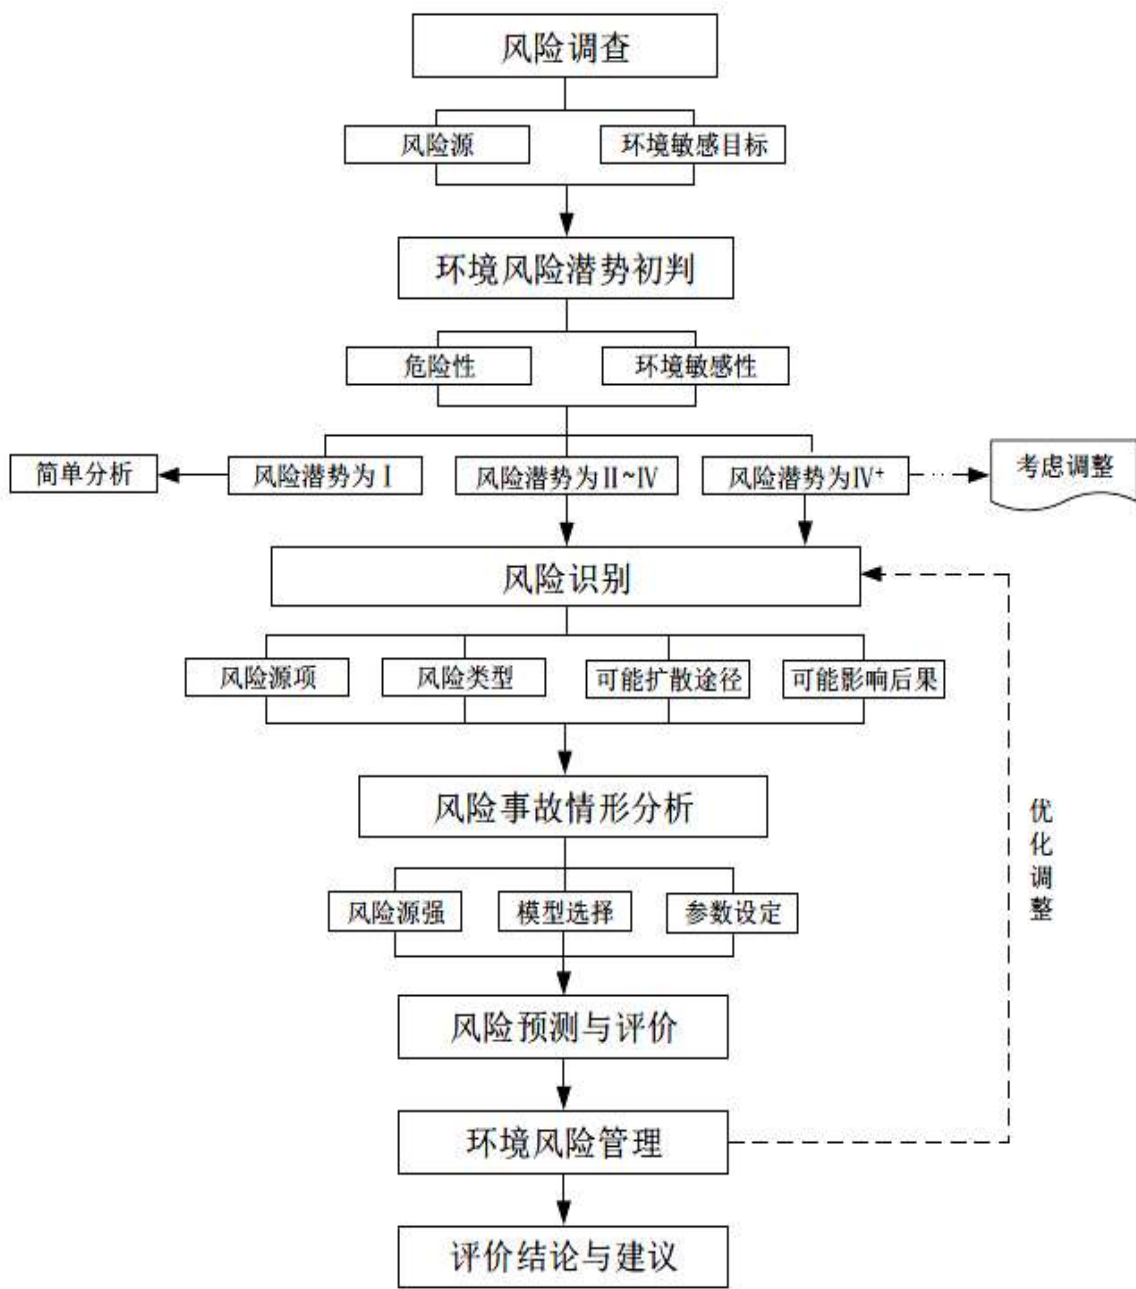 风险调查
风险源
环境敏感目标
环境风险潜势初判
危险性
环境敏感性
简单分析
风险潜势为Ⅰ
风险潜势为Ⅱ~Ⅳ
风险潜势为Ⅳ+
考虑调整
风险识别
风险源项
风险类型
可能扩散途径
可能影响后果
风险事故情形分析
风险源强
模型选择
参数设定
优化调整
风险预测与评价
环境风险管理
评价结论与建议